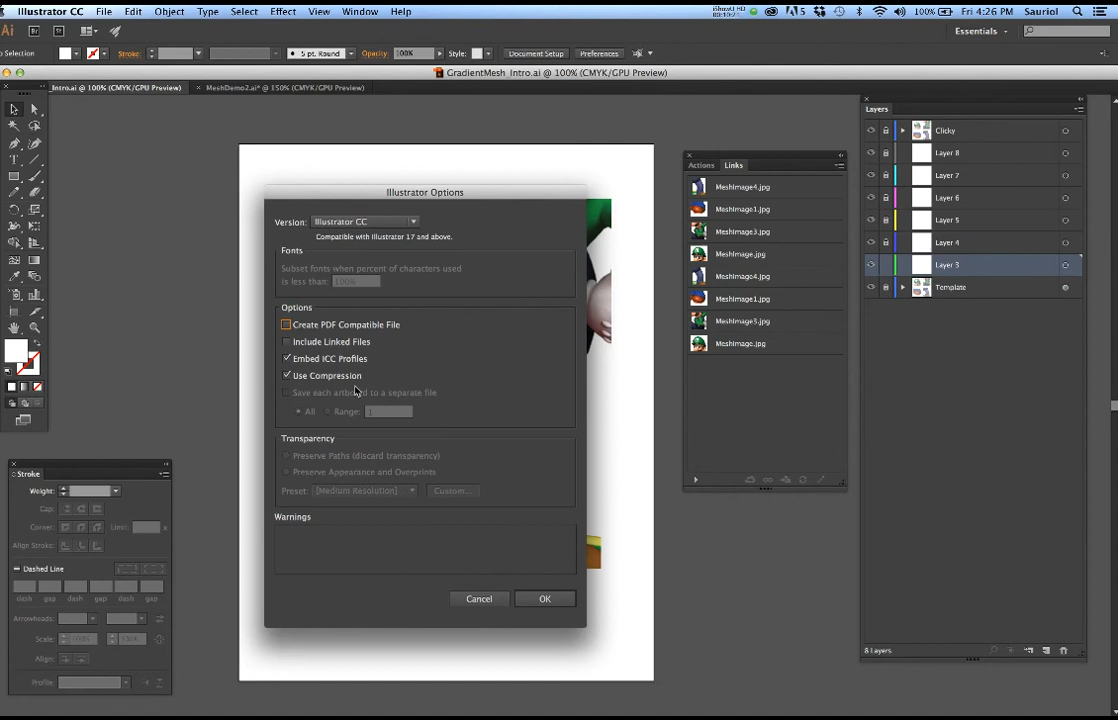 Illustrator CC File Edit Object Type Select Effect View Window Help
100% Fri 4:26 PM Sauriol
Ai Br St Essentials
Selection Stroke: 5 pt. Round Opacity: 100% Style: Document Setup Preferences
GradientMesh_Intro.ai @ 100% (CMYK/GPU Preview)
Intro.ai @ 100% (CMYK/GPU Preview) × MeshDemo2.ai* @ 150% (CMYK/GPU Preview)
Layers
Clicky
Layer 8
Layer 7
Layer 6
Layer 5
Layer 4
Layer 3
Template
8 Layers
Actions Links
MeshImage4.jpg
MeshImage1.jpg
MeshImage3.jpg
MeshImage.jpg
MeshImage4.jpg
MeshImage1.jpg
MeshImage3.jpg
MeshImage.jpg
Illustrator Options
Version: Illustrator CC
Compatible with Illustrator 17 and above.
Fonts
Subset fonts when percent of characters used
is less than: 100%
Options
Create PDF Compatible File
Include Linked Files
Embed ICC Profiles
Use Compression
Save each artboard to a separate file
All Range: 1
Transparency
Preserve Paths (discard transparency)
Preserve Appearance and Overprints
Preset: [Medium Resolution] Custom...
Warnings
Cancel OK
Stroke
Weight:
Cap:
Corner: Limit: x
Align Stroke:
Dashed Line
dash gap dash gap dash gap
Arrowheads:
Scale: 100% 100%
Align:
Profile: